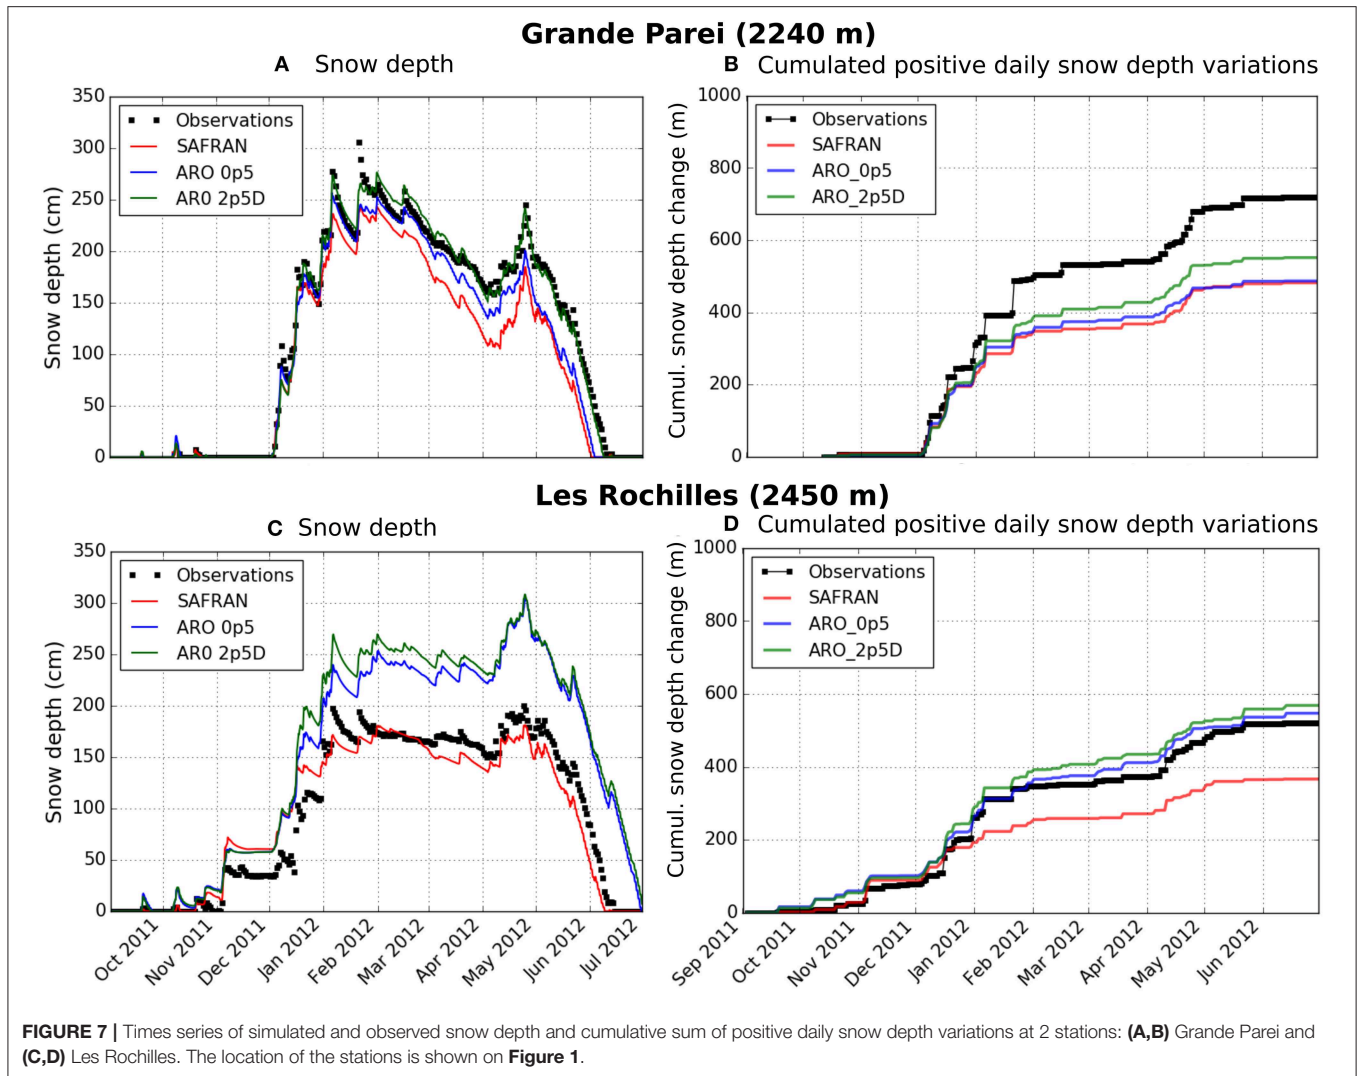 Grande Parei (2240 m)
A Snow depth
350
300
250
200
150
100
50
0
Snow depth (cm)
Observations
SAFRAN
ARO 0p5
AR0 2p5D
B Cumulated positive daily snow depth variations
1000
800
600
400
200
0
Cumul. snow depth change (m)
Observations
SAFRAN
ARO_0p5
ARO_2p5D
Les Rochilles (2450 m)
C Snow depth
350
300
250
200
150
100
50
0
Snow depth (cm)
Observations
SAFRAN
ARO 0p5
AR0 2p5D
Oct 2011
Nov 2011
Dec 2011
Jan 2012
Feb 2012
Mar 2012
Apr 2012
May 2012
Jun 2012
Jul 2012
D Cumulated positive daily snow depth variations
1000
800
600
400
200
0
Cumul. snow depth change (m)
Observations
SAFRAN
ARO_0p5
ARO_2p5D
Sep 2011
Oct 2011
Nov 2011
Dec 2011
Jan 2012
Feb 2012
Mar 2012
Apr 2012
May 2012
Jun 2012
FIGURE 7 | Times series of simulated and observed snow depth and cumulative sum of positive daily snow depth variations at 2 stations: (A,B) Grande Parei and
(C,D) Les Rochilles. The location of the stations is shown on Figure 1.